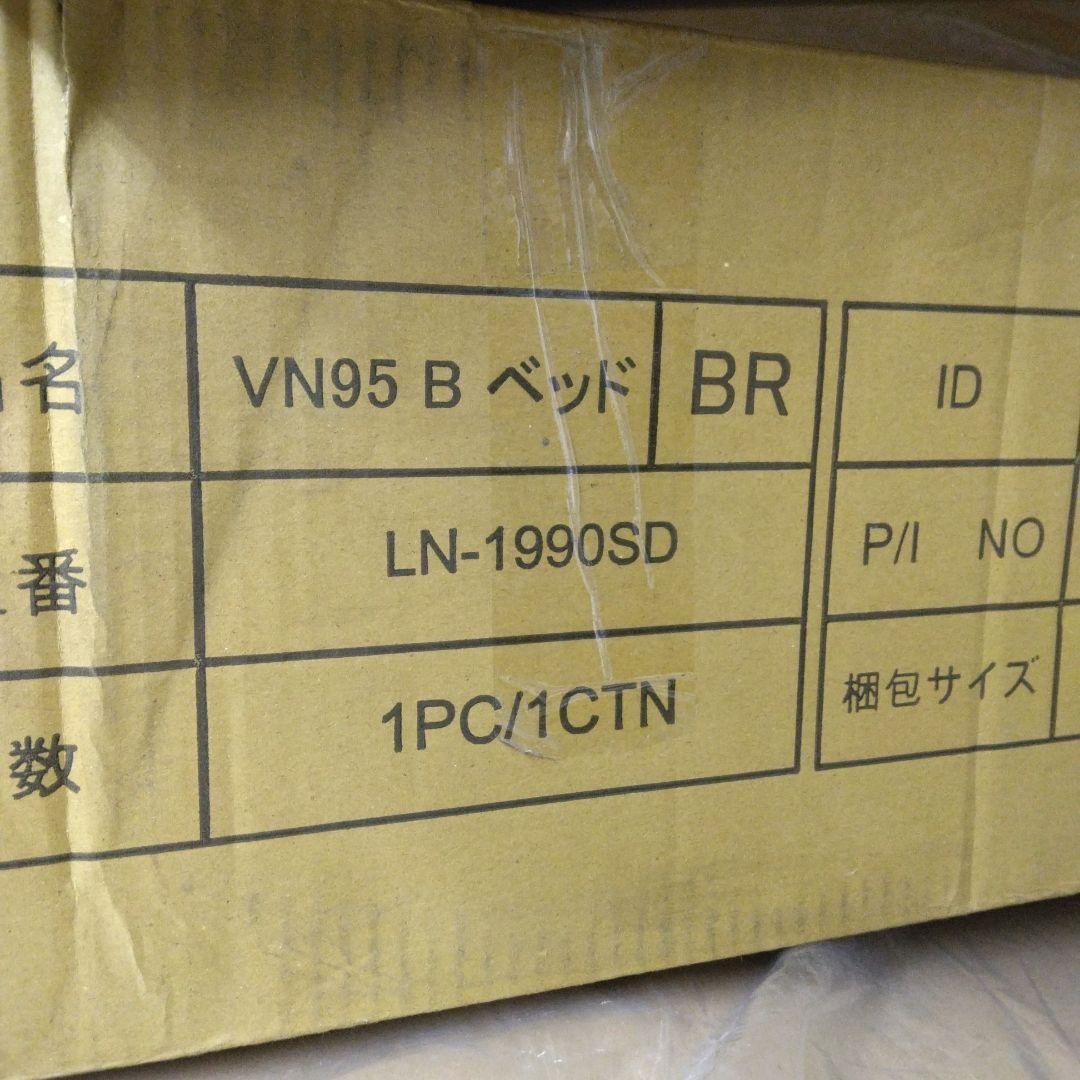 名 VN95 B ベッド BR
番 LN-1990SD
数 1PC/1CTN
ID
P/I NO
梱包サイズ